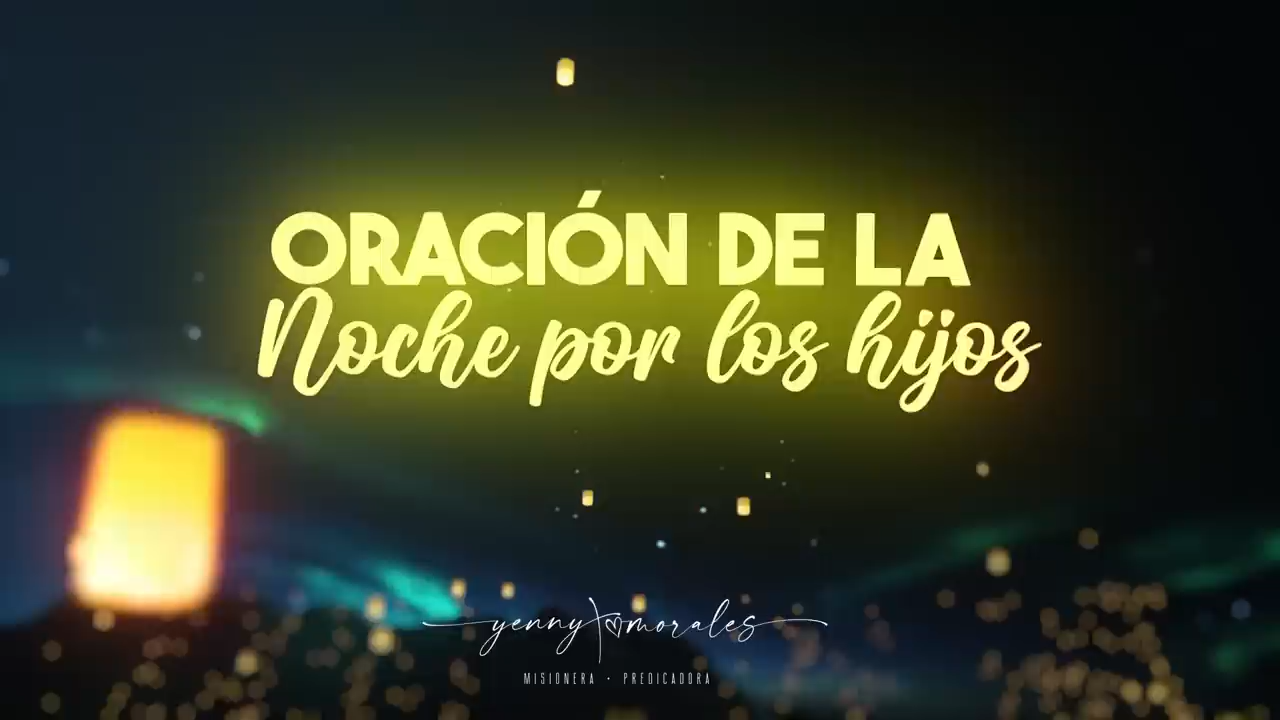 ORACIÓN DE LA
Noche por los hijos
yenny morales
MISIONERA • PREDICADORA